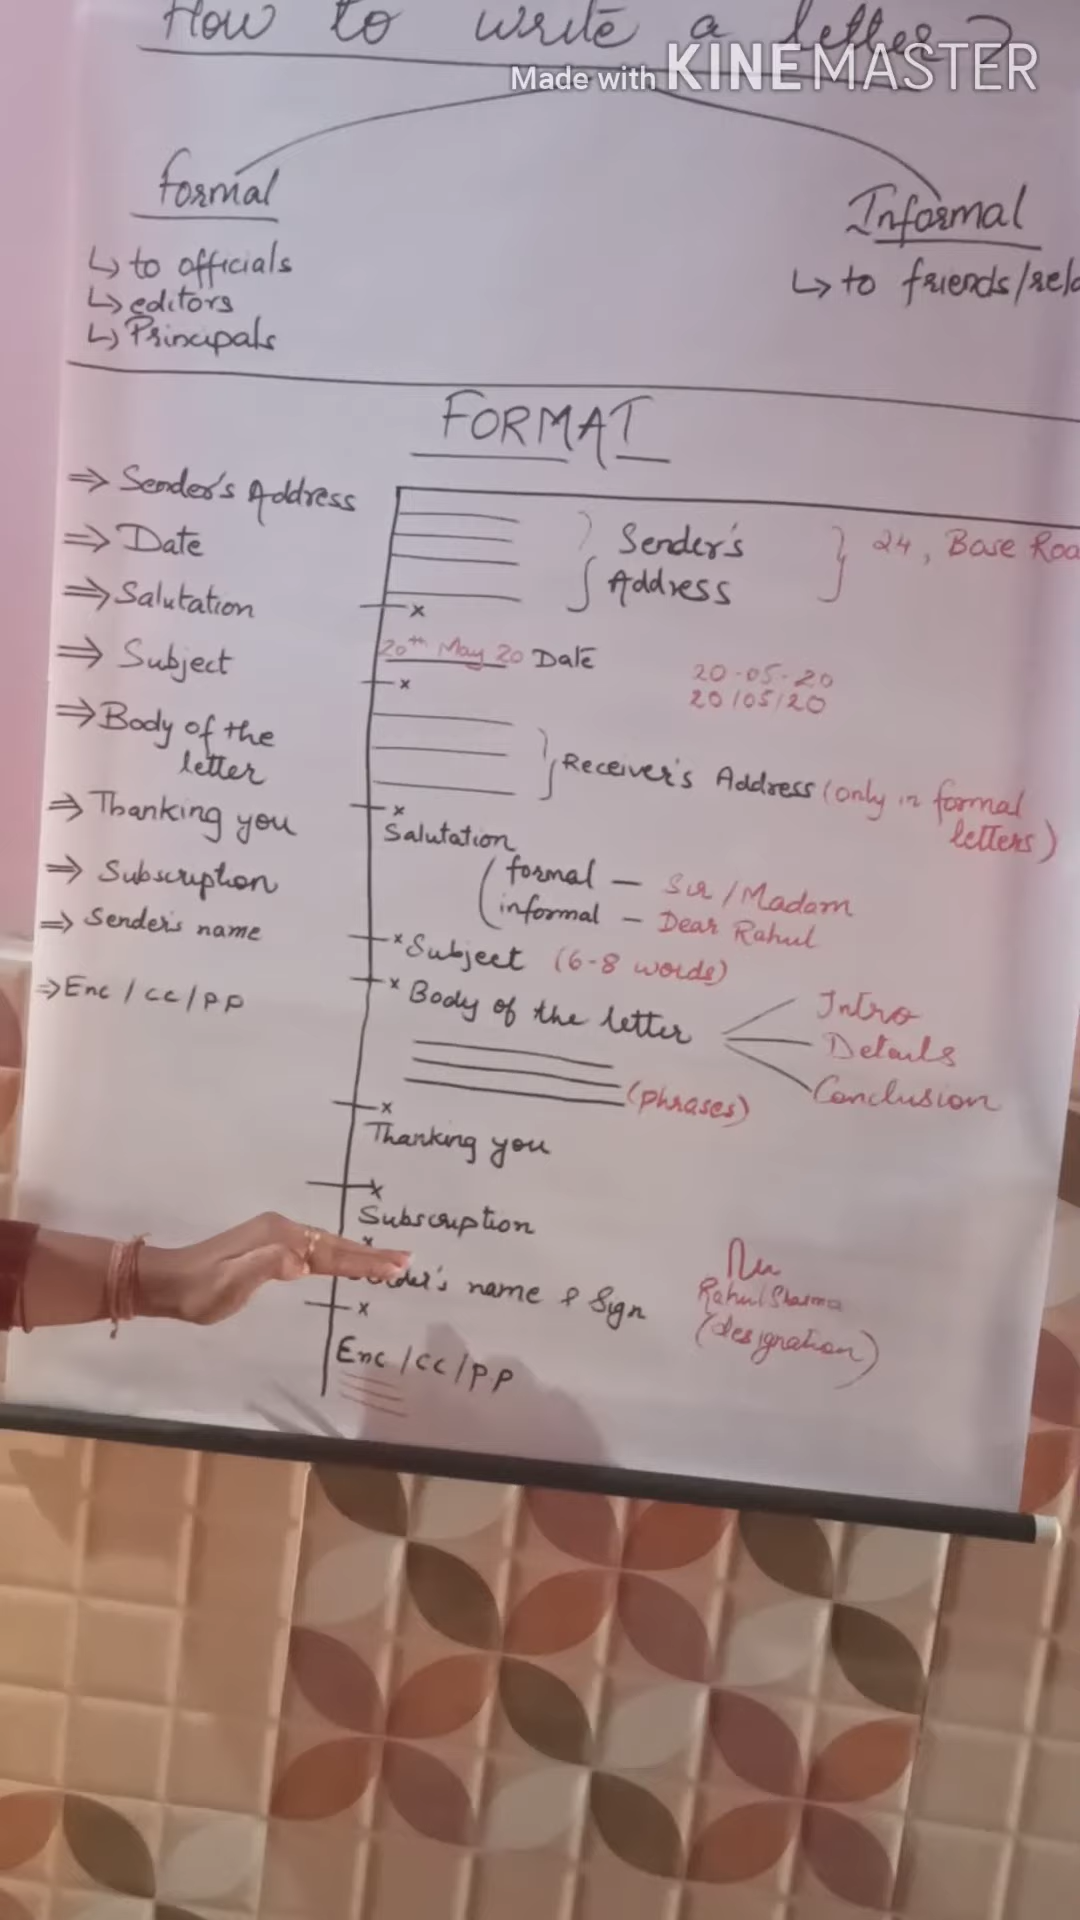 How to write a letter?
Made with KINEMASTER
Formal
↳ to officials
↳ editors
↳ Principals
Informal
↳ to friends/rela
FORMAT
⇒ Sender's Address
⇒ Date
⇒ Salutation
⇒ Subject
⇒ Body of the
letter
⇒ Thanking you
⇒ Subscription
⇒ Sender's name
⇒ Enc / cc / p p
Sender's
Address
24, Base Roa
20th May 20 Date
20-05-20
20/05/20
Receiver's Address (only in formal
letters)
Salutation
formal — Sir / Madam
informal – Dear Rahul
Subject (6-8 words)
Body of the letter
Intro
Details
Conclusion
(phrases)
Thanking you
Subscription
name & Sign
Rahul Sharma
(designation)
Enc / cc / p p